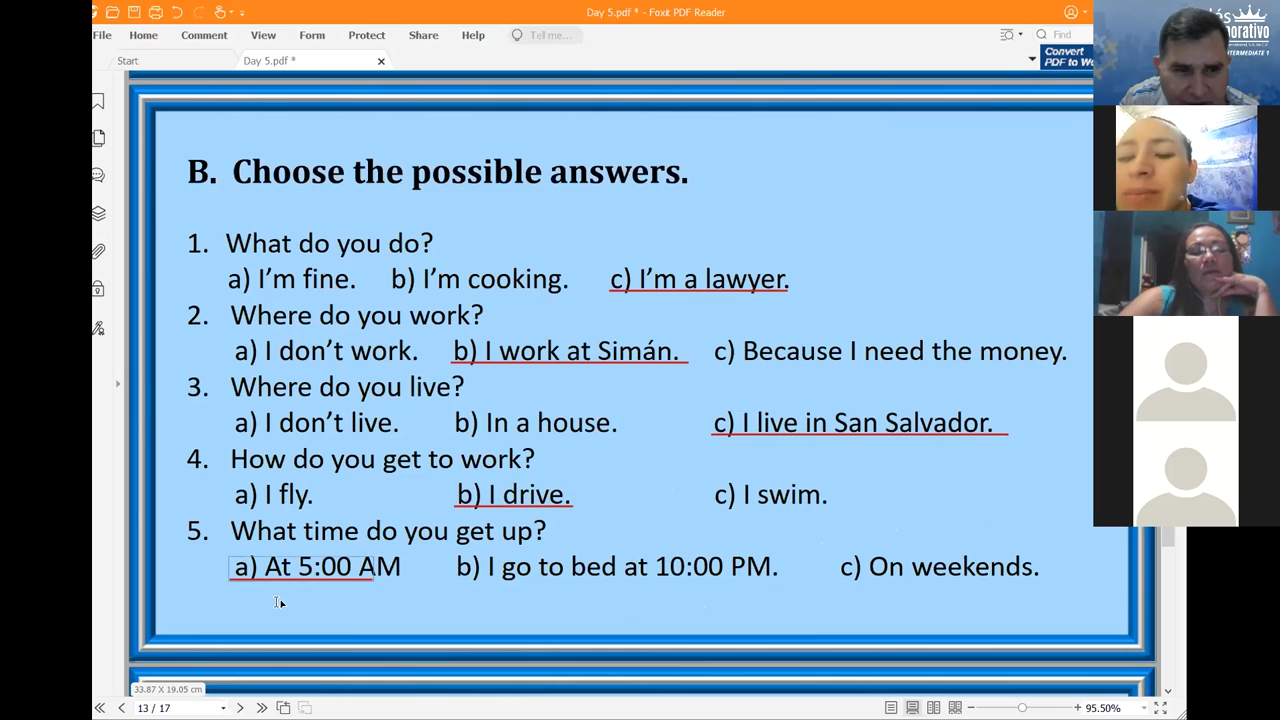 Day 5.pdf * - Foxit PDF Reader
File Home Comment View Form Protect Share Help Tell me... Find
Start Day 5.pdf *
Convert
PDF to Wo
INTERMEDIATE 1
B. Choose the possible answers.
1. What do you do?
a) I'm fine. b) I'm cooking. c) I'm a lawyer.
2. Where do you work?
a) I don't work. b) I work at Simán. c) Because I need the money.
3. Where do you live?
a) I don't live. b) In a house. c) I live in San Salvador.
4. How do you get to work?
a) I fly. b) I drive. c) I swim.
5. What time do you get up?
a) At 5:00 AM b) I go to bed at 10:00 PM. c) On weekends.
33.87 x 19.05 cm
13 / 17 95.50%